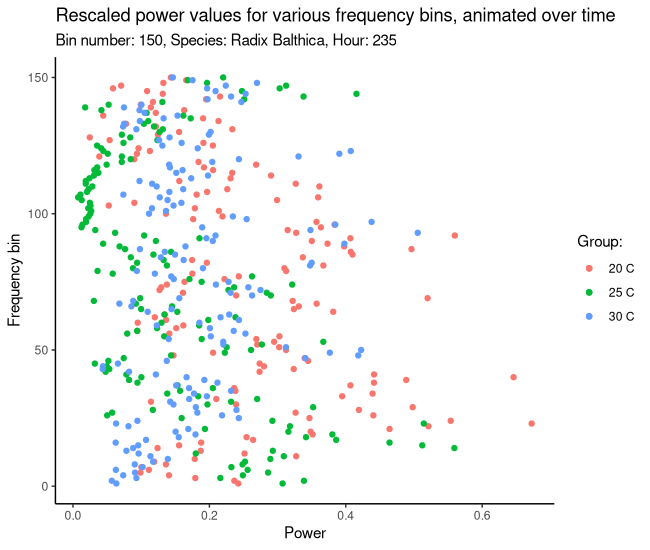 Rescaled power values for various frequency bins, animated over time
Bin number: 150, Species: Radix Balthica, Hour: 235
150
100
50
0
Frequency bin
0.0 0.2 0.4 0.6
Power
Group:
20 C
25 C
30 C